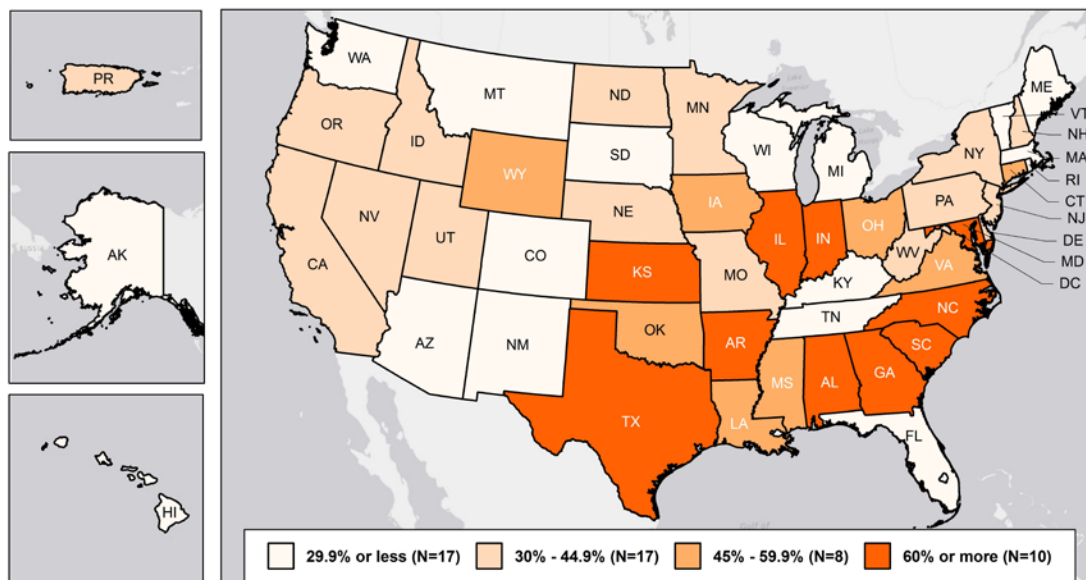 PR
AK
HI
WA
MT
ND
MN
OR
ID
SD
WI
MI
WY
NE
IA
NV
UT
CO
CA
KS
MO
IL
IN
OH
WV
VA
KY
TN
NC
AZ
NM
OK
AR
SC
TX
LA
MS
AL
GA
FL
PA
NY
ME
VT
NH
MA
RI
CT
NJ
DE
MD
DC
Gulf of
29.9% or less (N=17)
30% - 44.9% (N=17)
45% - 59.9% (N=8)
60% or more (N=10)